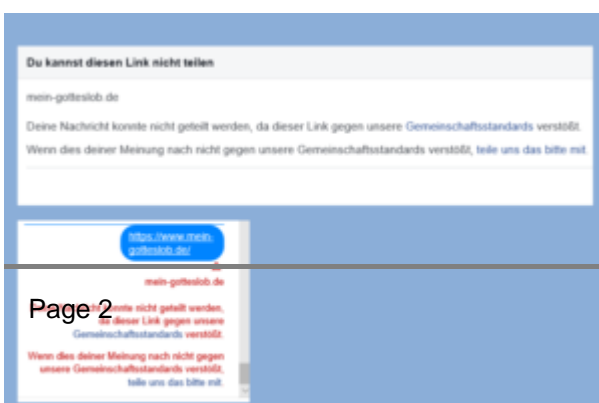 Du kannst diesen Link nicht teilen
mein-gotteslob.de
Deine Nachricht konnte nicht geteilt werden, da dieser Link gegen unsere Gemeinschaftsstandards verstößt.
Wenn dies deiner Meinung nach nicht gegen unsere Gemeinschaftsstandards verstößt, teile uns das bitte mit.
https://www.mein-
gotteslob.de/
mein-gotteslob.de
Page 2
konnte nicht geteilt werden,
da dieser Link gegen unsere
Gemeinschaftsstandards verstößt.
Wenn dies deiner Meinung nach nicht gegen
unsere Gemeinschaftsstandards verstößt,
teile uns das bitte mit.